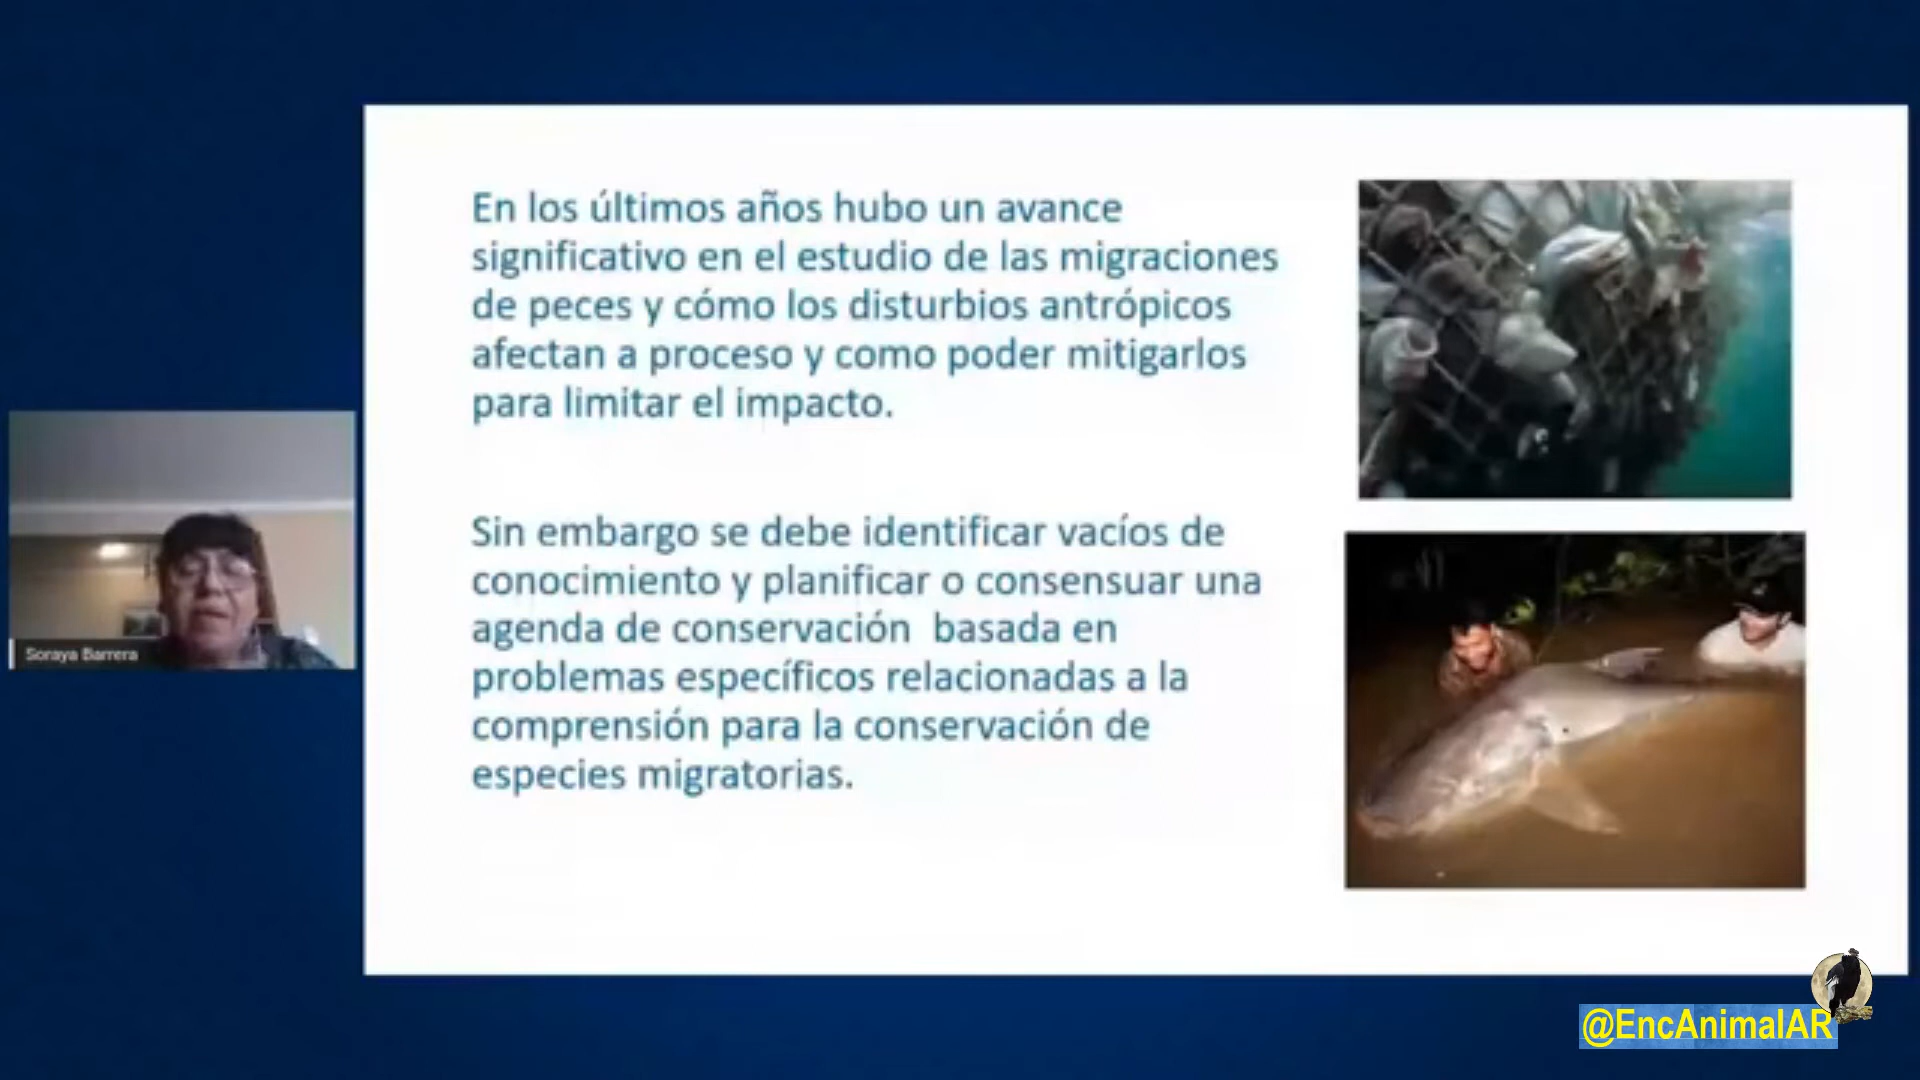 En los últimos años hubo un avance
significativo en el estudio de las migraciones
de peces y cómo los disturbios antrópicos
afectan a proceso y como poder mitigarlos
para limitar el impacto.
Sin embargo se debe identificar vacíos de
conocimiento y planificar o consensuar una
agenda de conservación  basada en
problemas específicos relacionadas a la
comprensión para la conservación de
especies migratorias.
Soraya Barrera
@EncAnimalAR